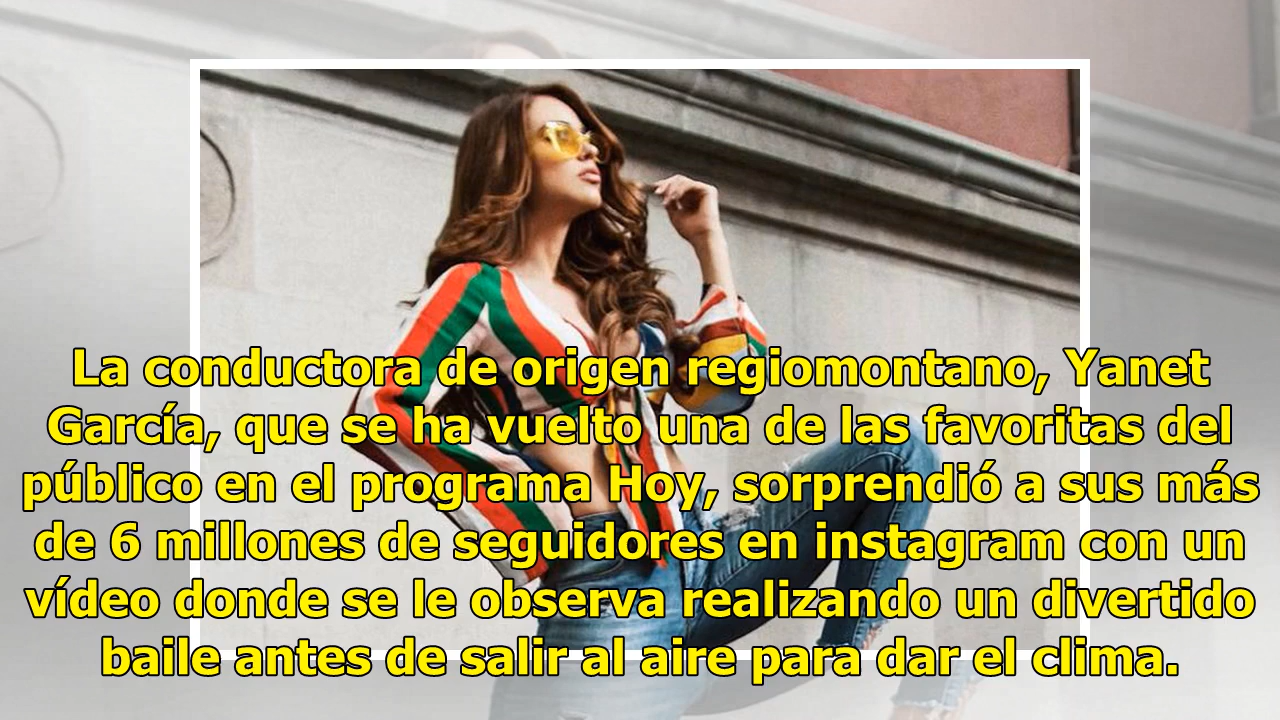 La conductora de origen regiomontano, Yanet
García, que se ha vuelto una de las favoritas del
público en el programa Hoy, sorprendió a sus más
de 6 millones de seguidores en instagram con un
vídeo donde se le observa realizando un divertido
baile antes de salir al aire para dar el clima.